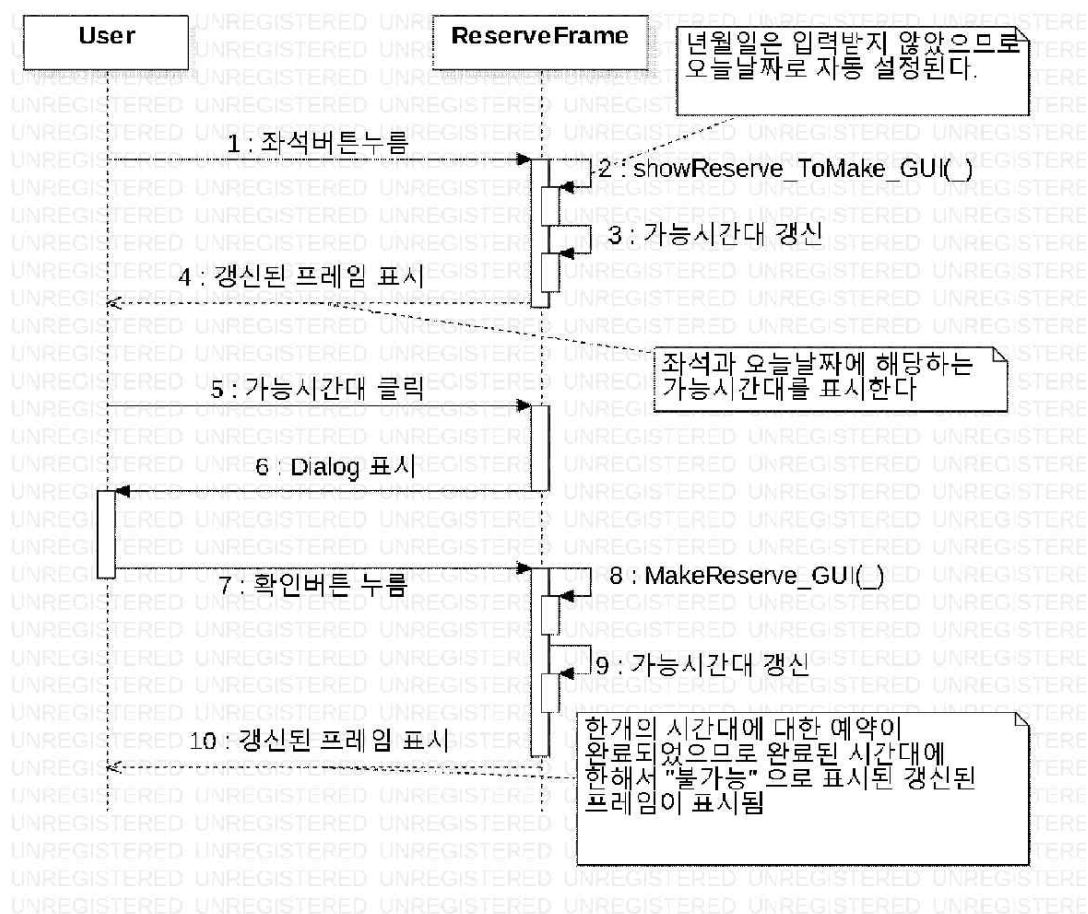 User
ReserveFrame
년월일은 입력받지 않았으므로
오늘날짜로 자동 설정된다.
1 : 좌석버튼누름
2 : showReserve_ToMake_GUI(_)
3 : 가능시간대 갱신
4 : 갱신된 프레임 표시
좌석과 오늘날짜에 해당하는
가능시간대를 표시한다
5 : 가능시간대 클릭
6 : Dialog 표시
7 : 확인버튼 누름
8 : MakeReserve_GUI(_)
9 : 가능시간대 갱신
10 : 갱신된 프레임 표시
한개의 시간대에 대한 예약이
완료되었으므로 완료된 시간대에
한해서 "불가능" 으로 표시된 갱신된
프레임이 표시됨
UNREGISTERED